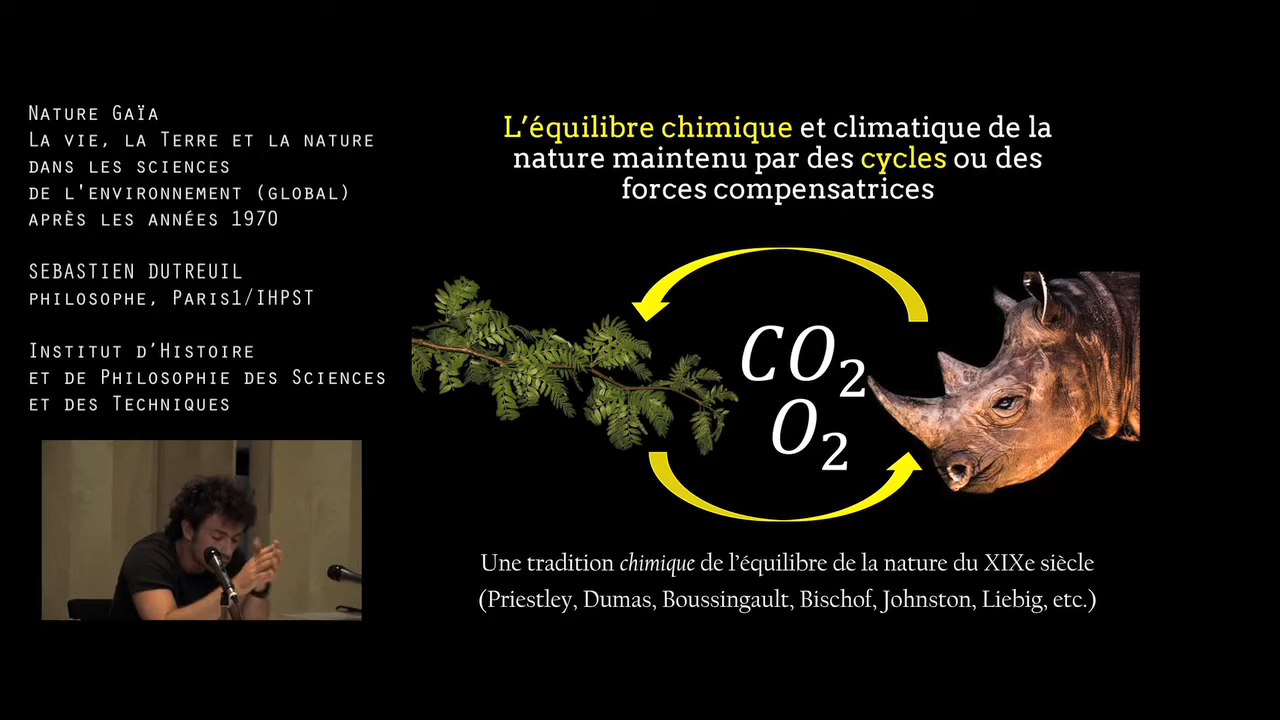 Nature Gaïa
La vie, la Terre et la nature
dans les sciences
de l'environnement (global)
après les années 1970
SEBASTIEN DUTREUIL
philosophe, Paris1/IHPST
Institut d'Histoire
et de Philosophie des Sciences
et des Techniques
L'équilibre chimique et climatique de la
nature maintenu par des cycles ou des
forces compensatrices
CO₂
O₂
Une tradition chimique de l'équilibre de la nature du XIXe siècle
(Priestley, Dumas, Boussingault, Bischof, Johnston, Liebig, etc.)